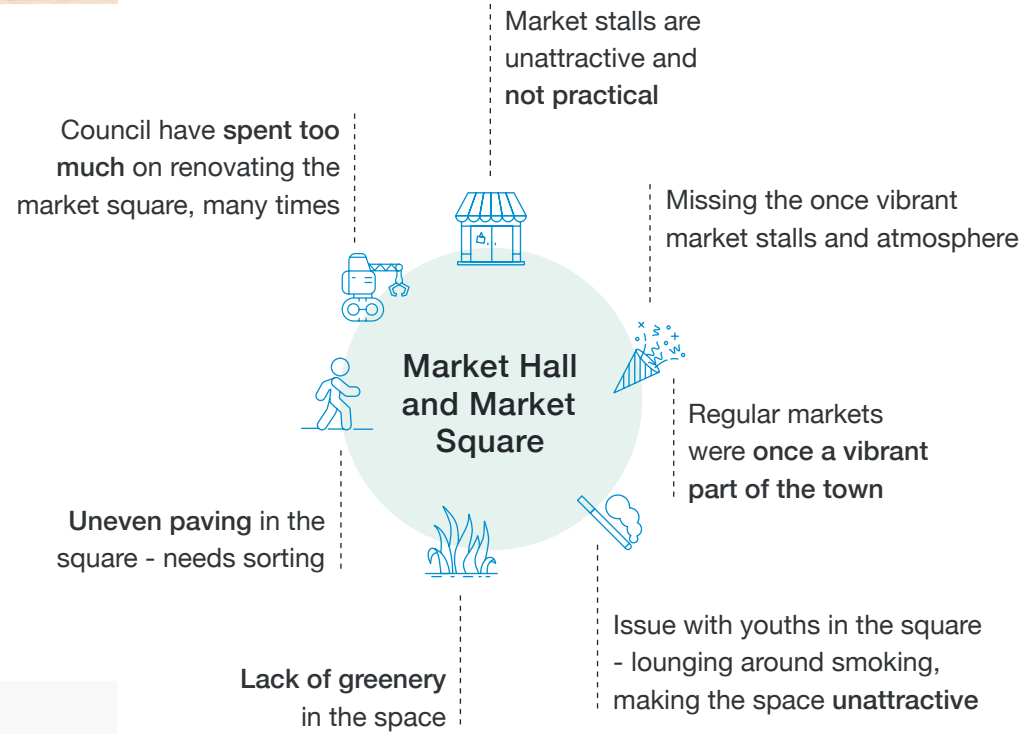 Market stalls are
unattractive and
not practical
Council have spent too
much on renovating the
market square, many times
Missing the once vibrant
market stalls and atmosphere
Market Hall
and Market
Square
Regular markets
were once a vibrant
part of the town
Uneven paving in the
square - needs sorting
Issue with youths in the square
- lounging around smoking,
making the space unattractive
Lack of greenery
in the space